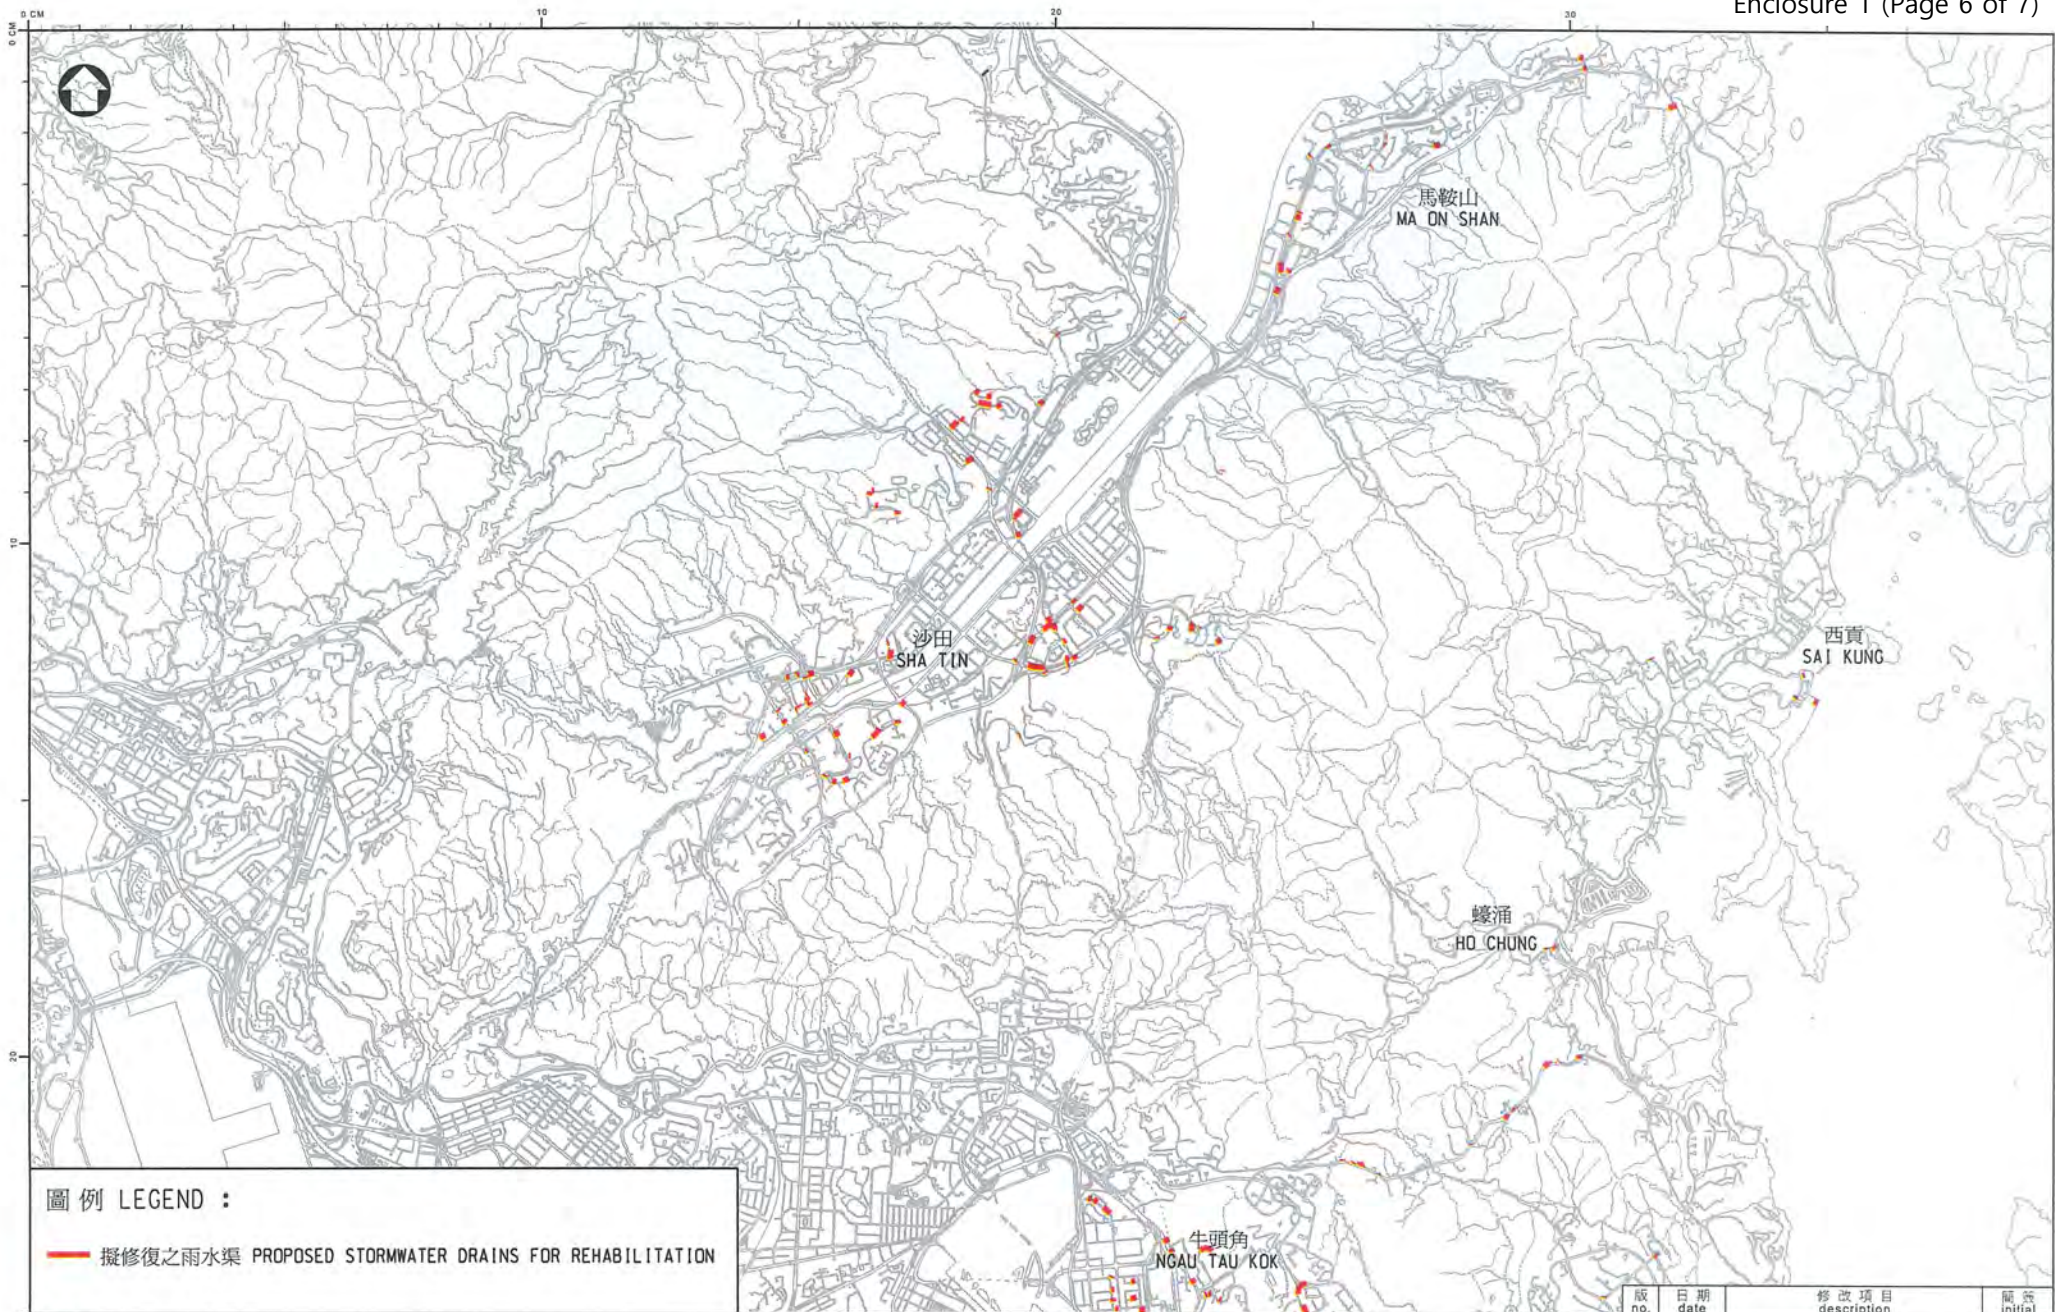 Enclosure 1 (Page 6 of 7)
0 CM
10
20
30
0 CM
10
20
馬鞍山
MA ON SHAN
沙田
SHA TIN
西貢
SAI KUNG
蠔涌
HO CHUNG
牛頭角
NGAU TAU KOK
圖例 LEGEND :
擬修復之雨水渠 PROPOSED STORMWATER DRAINS FOR REHABILITATION
版 日期 修改項目 簡簽
no. date description initial